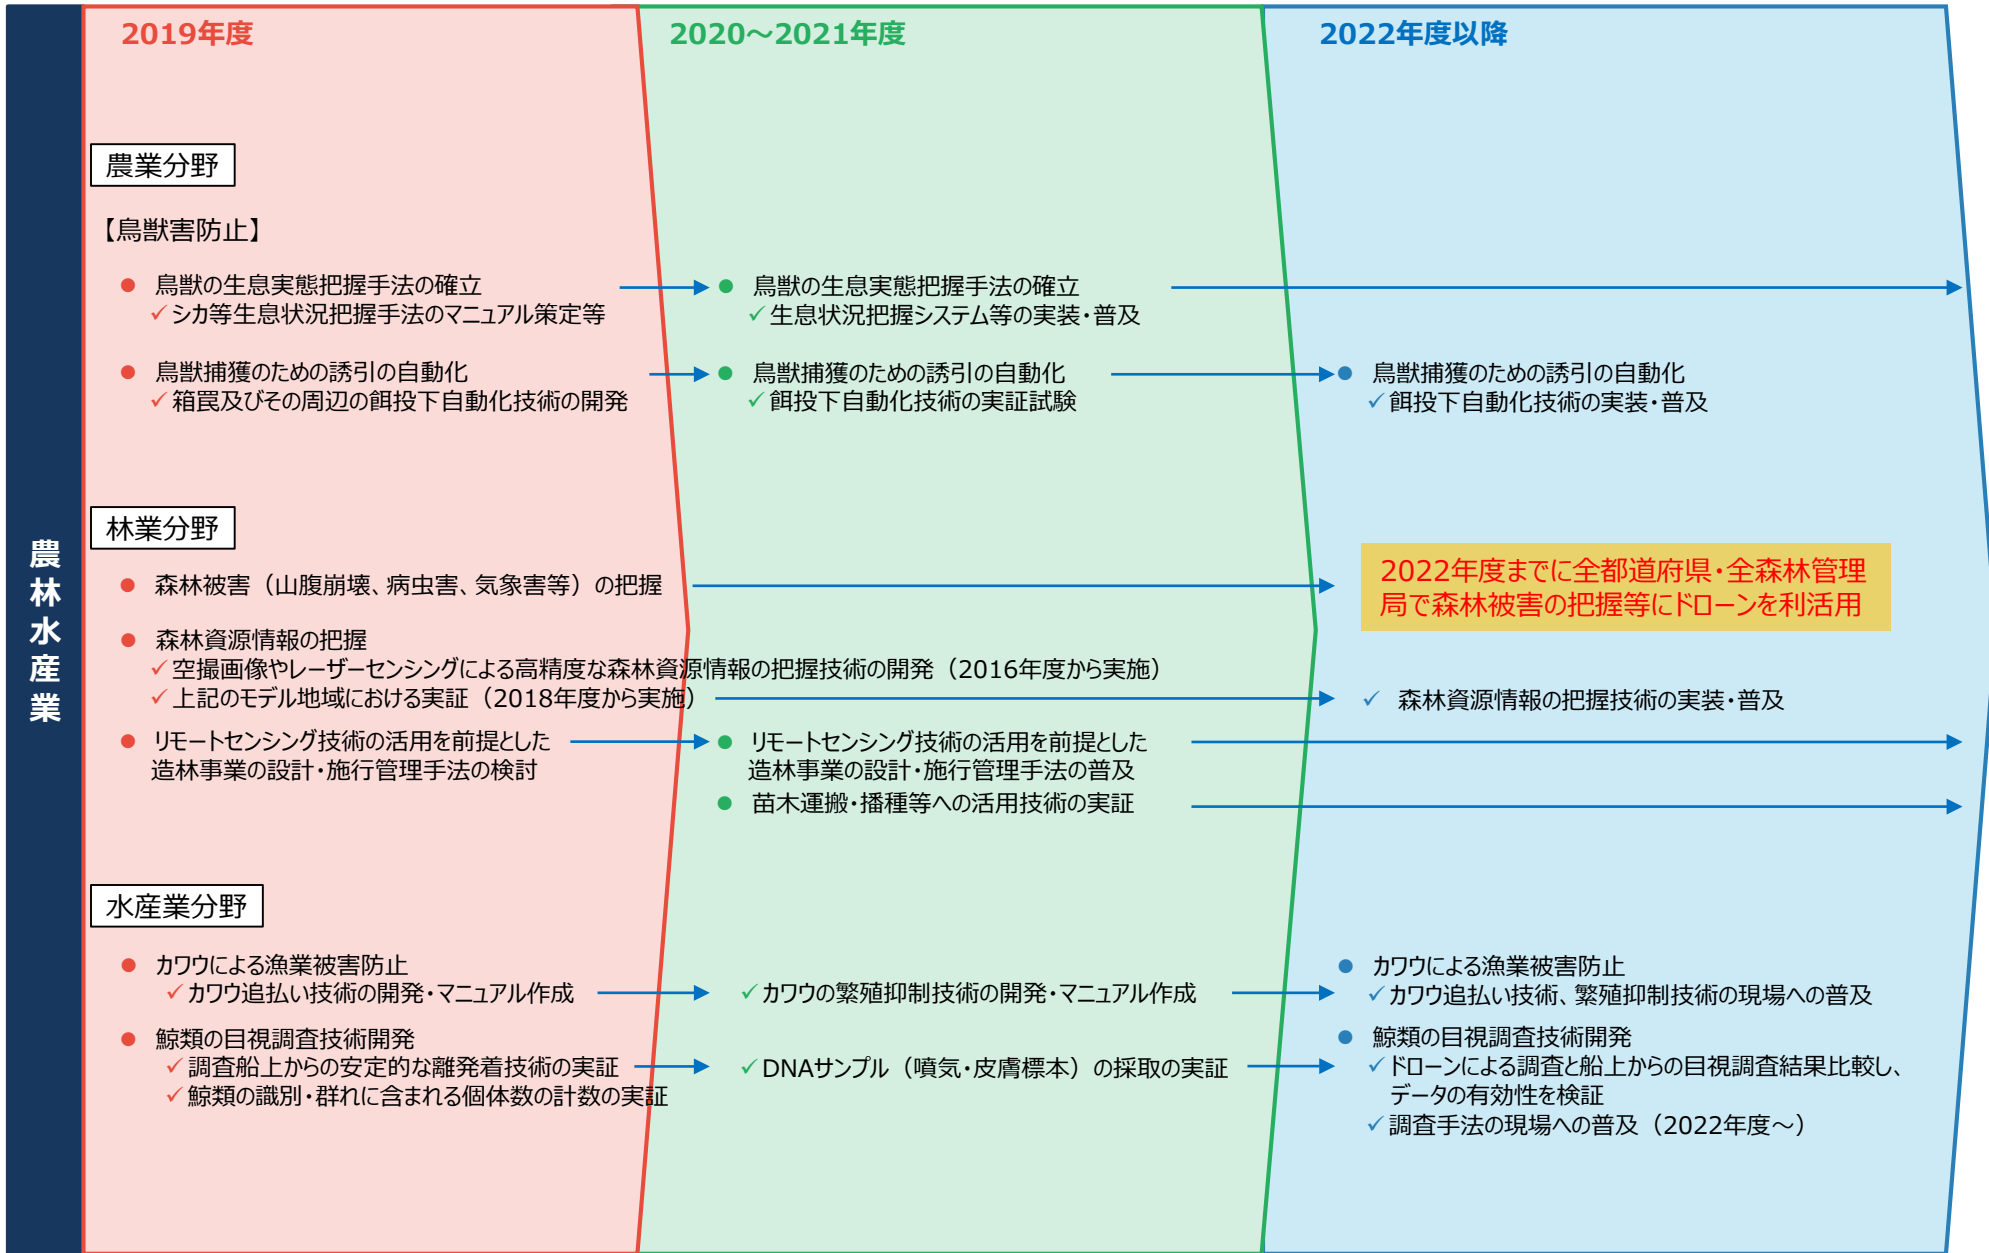 農林水産業
2019年度
2020～2021年度
2022年度以降
農業分野
【鳥獣害防止】
● 鳥獣の生息実態把握手法の確立
✓シカ等生息状況把握手法のマニュアル策定等
● 鳥獣の生息実態把握手法の確立
✓生息状況把握システム等の実装・普及
● 鳥獣捕獲のための誘引の自動化
✓箱罠及びその周辺の餌投下自動化技術の開発
● 鳥獣捕獲のための誘引の自動化
✓餌投下自動化技術の実証試験
● 鳥獣捕獲のための誘引の自動化
✓餌投下自動化技術の実装・普及
林業分野
● 森林被害（山腹崩壊、病虫害、気象害等）の把握
2022年度までに全都道府県・全森林管理
局で森林被害の把握等にドローンを利活用
● 森林資源情報の把握
✓空撮画像やレーザーセンシングによる高精度な森林資源情報の把握技術の開発（2016年度から実施）
✓上記のモデル地域における実証（2018年度から実施）
✓ 森林資源情報の把握技術の実装・普及
● リモートセンシング技術の活用を前提とした
造林事業の設計・施行管理手法の検討
● リモートセンシング技術の活用を前提とした
造林事業の設計・施行管理手法の普及
● 苗木運搬・播種等への活用技術の実証
水産業分野
● カワウによる漁業被害防止
✓カワウ追払い技術の開発・マニュアル作成
✓カワウの繁殖抑制技術の開発・マニュアル作成
● カワウによる漁業被害防止
✓カワウ追払い技術、繁殖抑制技術の現場への普及
● 鯨類の目視調査技術開発
✓調査船上からの安定的な離発着技術の実証
✓鯨類の識別・群れに含まれる個体数の計数の実証
✓DNAサンプル（噴気・皮膚標本）の採取の実証
● 鯨類の目視調査技術開発
✓ドローンによる調査と船上からの目視調査結果比較し、
データの有効性を検証
✓調査手法の現場への普及（2022年度～）